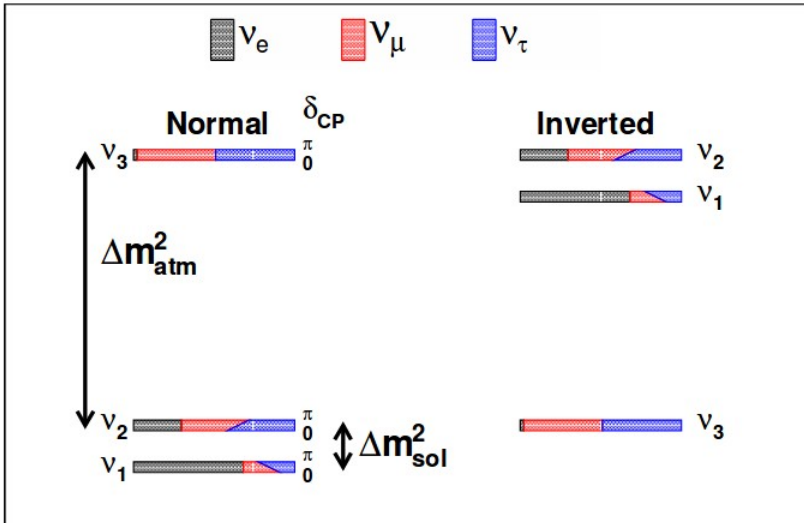 νe νμ ντ
Normal δCP Inverted
ν3 π 0 ν2
ν1
Δm²atm
ν2 π 0 ν3
Δm²sol
ν1 π 0